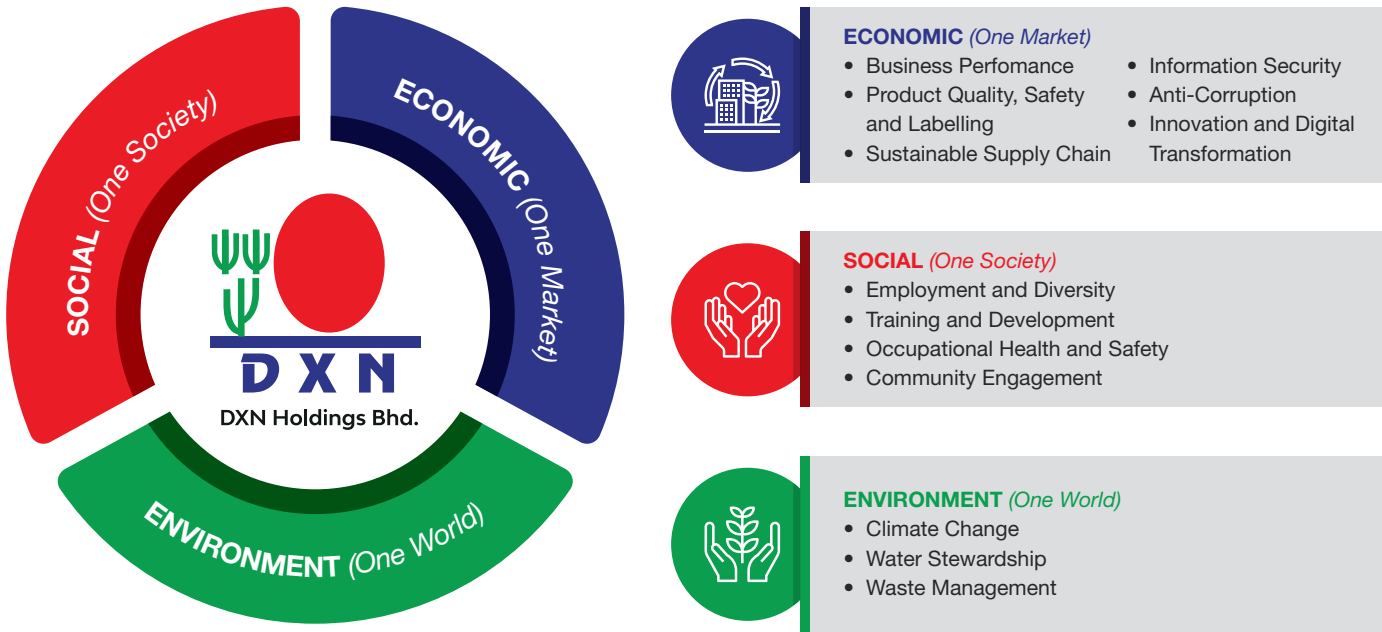 SOCIAL (One Society)
ECONOMIC (One Market)
ENVIRONMENT (One World)
DXN
DXN Holdings Bhd.
ECONOMIC (One Market)
• Business Perfomance
• Product Quality, Safety
and Labelling
• Sustainable Supply Chain
• Information Security
• Anti-Corruption
• Innovation and Digital
Transformation
SOCIAL (One Society)
• Employment and Diversity
• Training and Development
• Occupational Health and Safety
• Community Engagement
ENVIRONMENT (One World)
• Climate Change
• Water Stewardship
• Waste Management